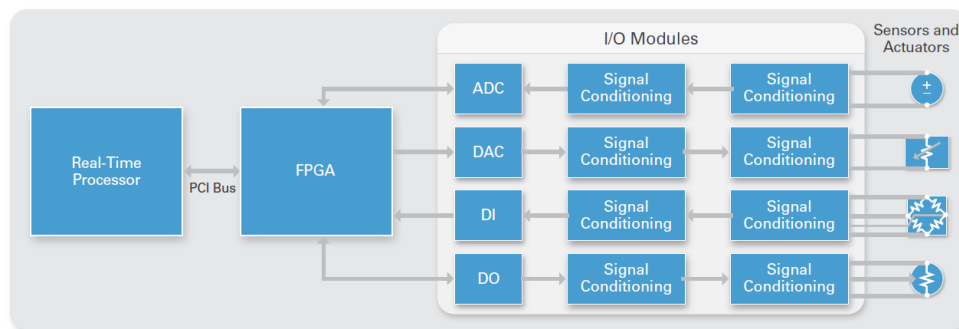 I/O Modules
Sensors and
Actuators
Real-Time
Processor
PCI Bus
FPGA
ADC
Signal
Conditioning
Signal
Conditioning
+
−
DAC
Signal
Conditioning
Signal
Conditioning
DI
Signal
Conditioning
Signal
Conditioning
DO
Signal
Conditioning
Signal
Conditioning